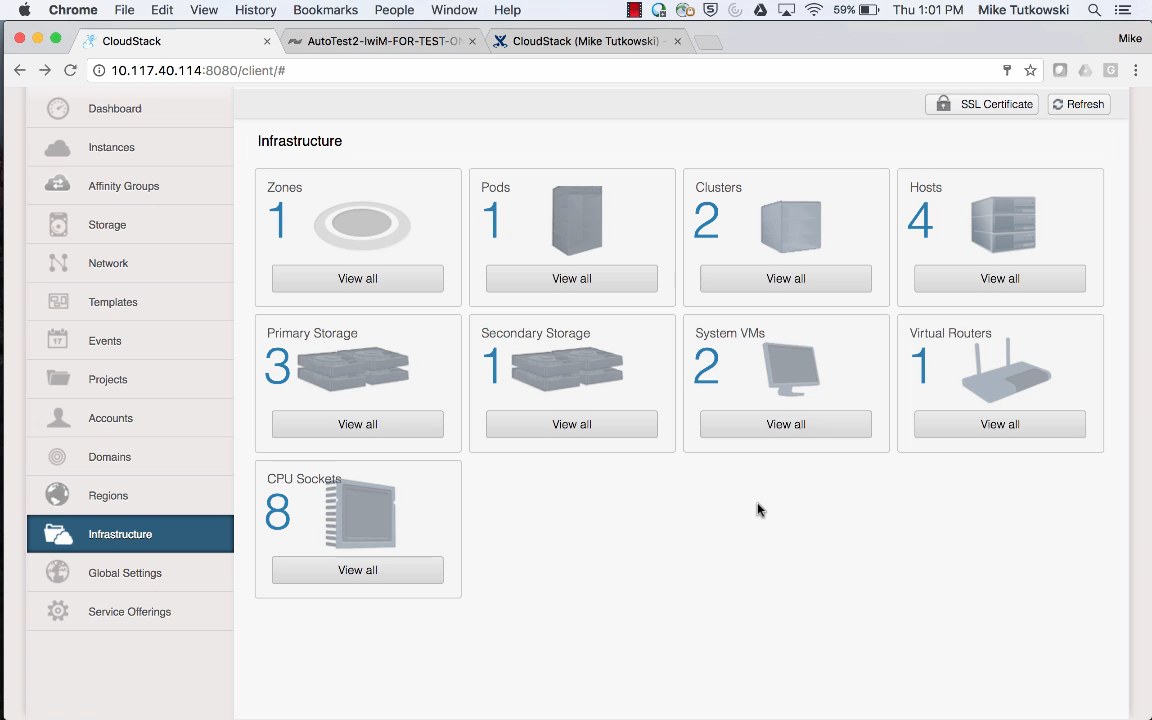 Chrome File Edit View History Bookmarks People Window Help 59% Thu 1:01 PM Mike Tutkowski
CloudStack AutoTest2-IwiM-FOR-TEST-ON CloudStack (Mike Tutkowski) - Mike
10.117.40.114:8080/client/#
SSL Certificate Refresh
Dashboard
Instances
Affinity Groups
Storage
Network
Templates
17
Events
Projects
Accounts
Domains
Regions
Infrastructure
Global Settings
Service Offerings
Infrastructure
Zones
1
View all
Pods
1
View all
Clusters
2
View all
Hosts
4
View all
Primary Storage
3
View all
Secondary Storage
1
View all
System VMs
2
View all
Virtual Routers
1
View all
CPU Sockets
8
View all